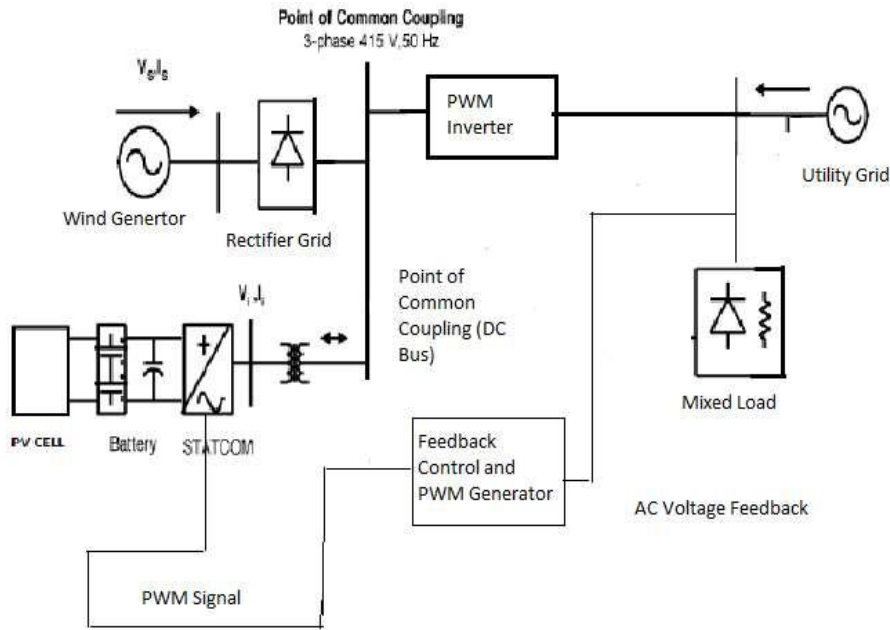 Point of Common Coupling
3-phase 415 V,50 Hz
Vs,Is
PWM
Inverter
Wind Genertor
Rectifier Grid
Utility Grid
Vi,Ii
Point of
Common
Coupling (DC
Bus)
Mixed Load
PV CELL
Battery
STATCOM
Feedback
Control and
PWM Generator
AC Voltage Feedback
PWM Signal